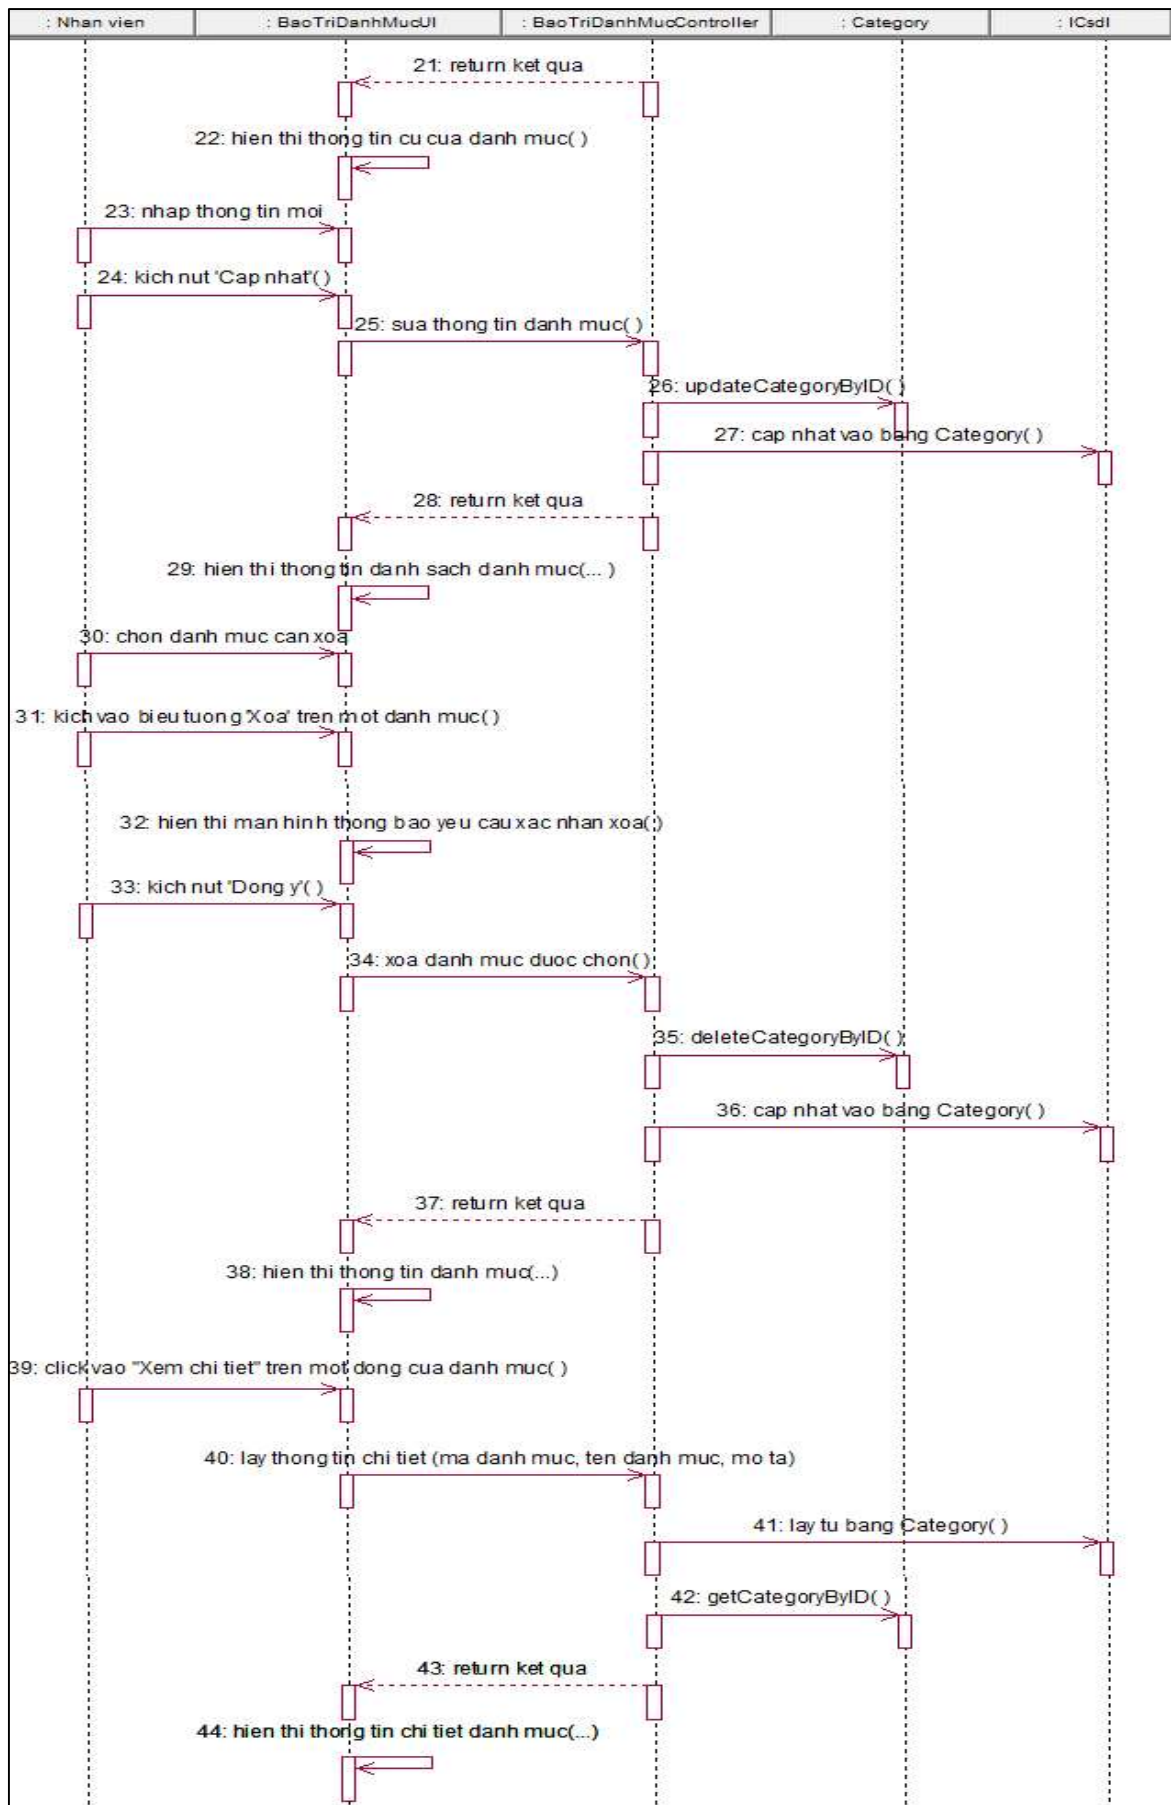 : Nhan vien
: BaoTriDanhMucUI
: BaoTriDanhMucController
: Category
: ICsdl
21: return ket qua
22: hien thi thong tin cu cua danh muc( )
23: nhap thong tin moi
24: kich nut 'Cap nhat'( )
25: sua thong tin danh muc( )
26: updateCategoryByID( )
27: cap nhat vao bang Category( )
28: return ket qua
29: hien thi thong tin danh sach danh muc(... )
30: chon danh muc can xoa
31: kich vao bieu tuong 'Xoa' tren mot danh muc( )
32: hien thi man hinh thong bao yeu cau xac nhan xoa( )
33: kich nut 'Dong y'( )
34: xoa danh muc duoc chon( )
35: deleteCategoryByID( )
36: cap nhat vao bang Category( )
37: return ket qua
38: hien thi thong tin danh muc(...)
39: click vao "Xem chi tiet" tren mot dong cua danh muc( )
40: lay thong tin chi tiet (ma danh muc, ten danh muc, mo ta)
41: lay tu bang Category( )
42: getCategoryByID( )
43: return ket qua
44: hien thi thong tin chi tiet danh muc(...)